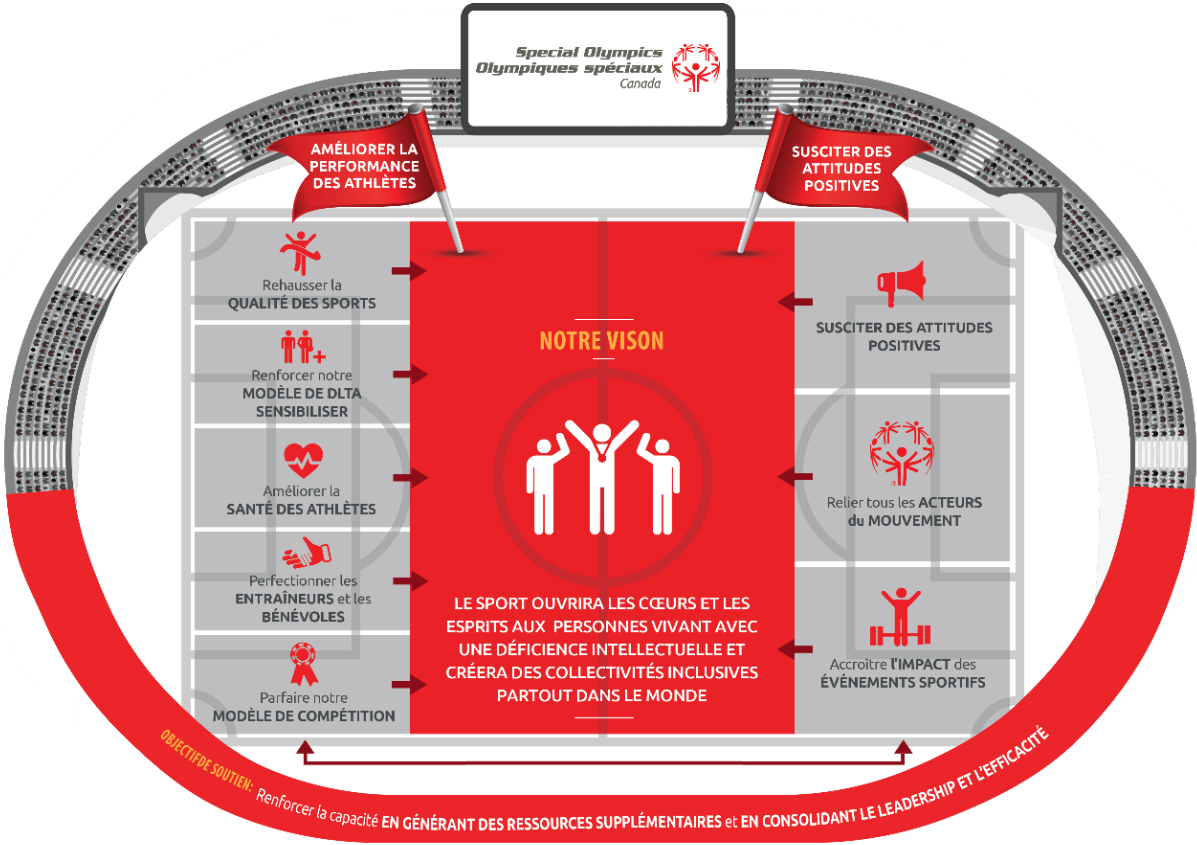 Special Olympics
Olympiques spéciaux
Canada
AMÉLIORER LA
PERFORMANCE
DES ATHLÈTES
SUSCITER DES
ATTITUDES
POSITIVES
Rehausser la
QUALITÉ DES SPORTS
Renforcer notre
MODÈLE DE DLTA
SENSIBILISER
Améliorer la
SANTÉ DES ATHLÈTES
Perfectionner les
ENTRAÎNEURS et les
BÉNÉVOLES
Parfaire notre
MODÈLE DE COMPÉTITION
NOTRE VISON
LE SPORT OUVRIRA LES CŒURS ET LES
ESPRITS AUX PERSONNES VIVANT AVEC
UNE DÉFICIENCE INTELLECTUELLE ET
CRÉERA DES COLLECTIVITÉS INCLUSIVES
PARTOUT DANS LE MONDE
SUSCITER DES ATTITUDES
POSITIVES
Relier tous les ACTEURS
du MOUVEMENT
Accroître l'IMPACT des
ÉVÉNEMENTS SPORTIFS
OBJECTIFDE SOUTIEN: Renforcer la capacité EN GÉNÉRANT DES RESSOURCES SUPPLÉMENTAIRES et EN CONSOLIDANT LE LEADERSHIP ET L'EFFICACITÉ